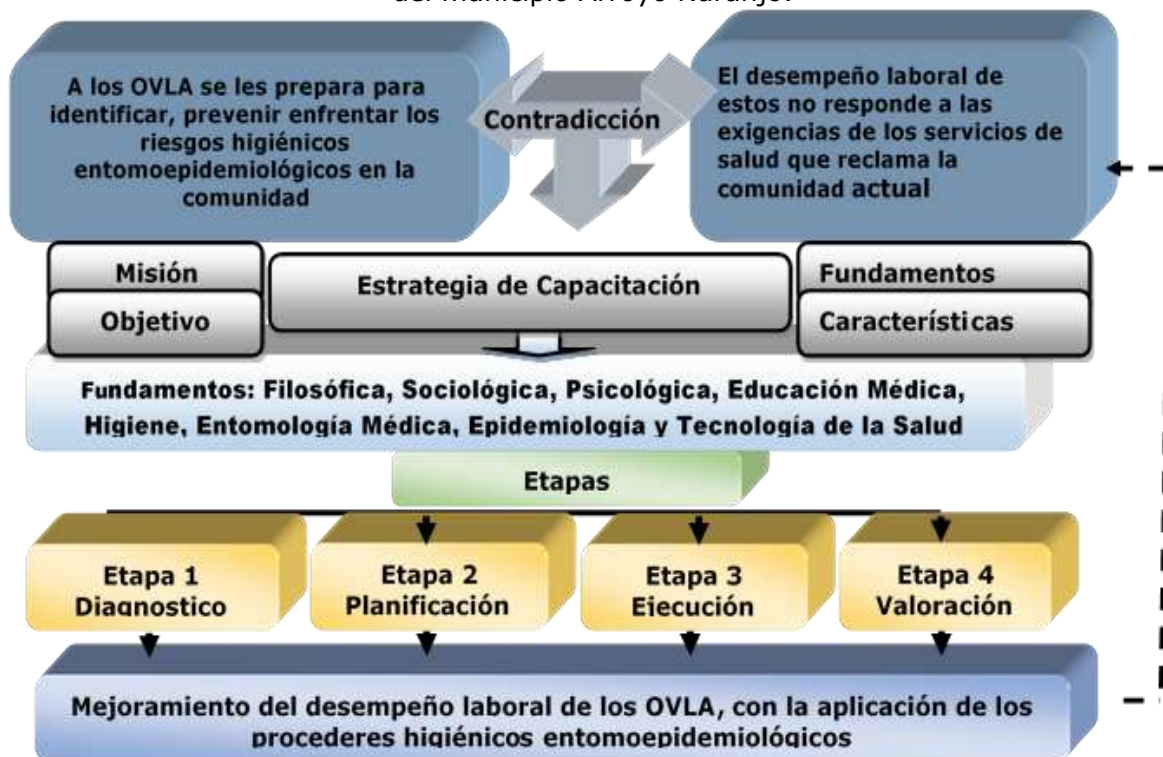 del municipio Arroyo Naranjo.
A los OVLA se les prepara para
identificar, prevenir enfrentar los
riesgos higiénicos
entomoepidemiológicos en la
comunidad
Contradicción
El desempeño laboral de
estos no responde a las
exigencias de los servicios de
salud que reclama la
comunidad actual
Misión
Objetivo
Estrategia de Capacitación
Fundamentos
Características
Fundamentos: Filosófica, Sociológica, Psicológica, Educación Médica,
Higiene, Entomología Médica, Epidemiología y Tecnología de la Salud
Etapas
Etapa 1
Diagnostico
Etapa 2
Planificación
Etapa 3
Ejecución
Etapa 4
Valoración
Mejoramiento del desempeño laboral de los OVLA, con la aplicación de los
procederes higiénicos entomoepidemiológicos